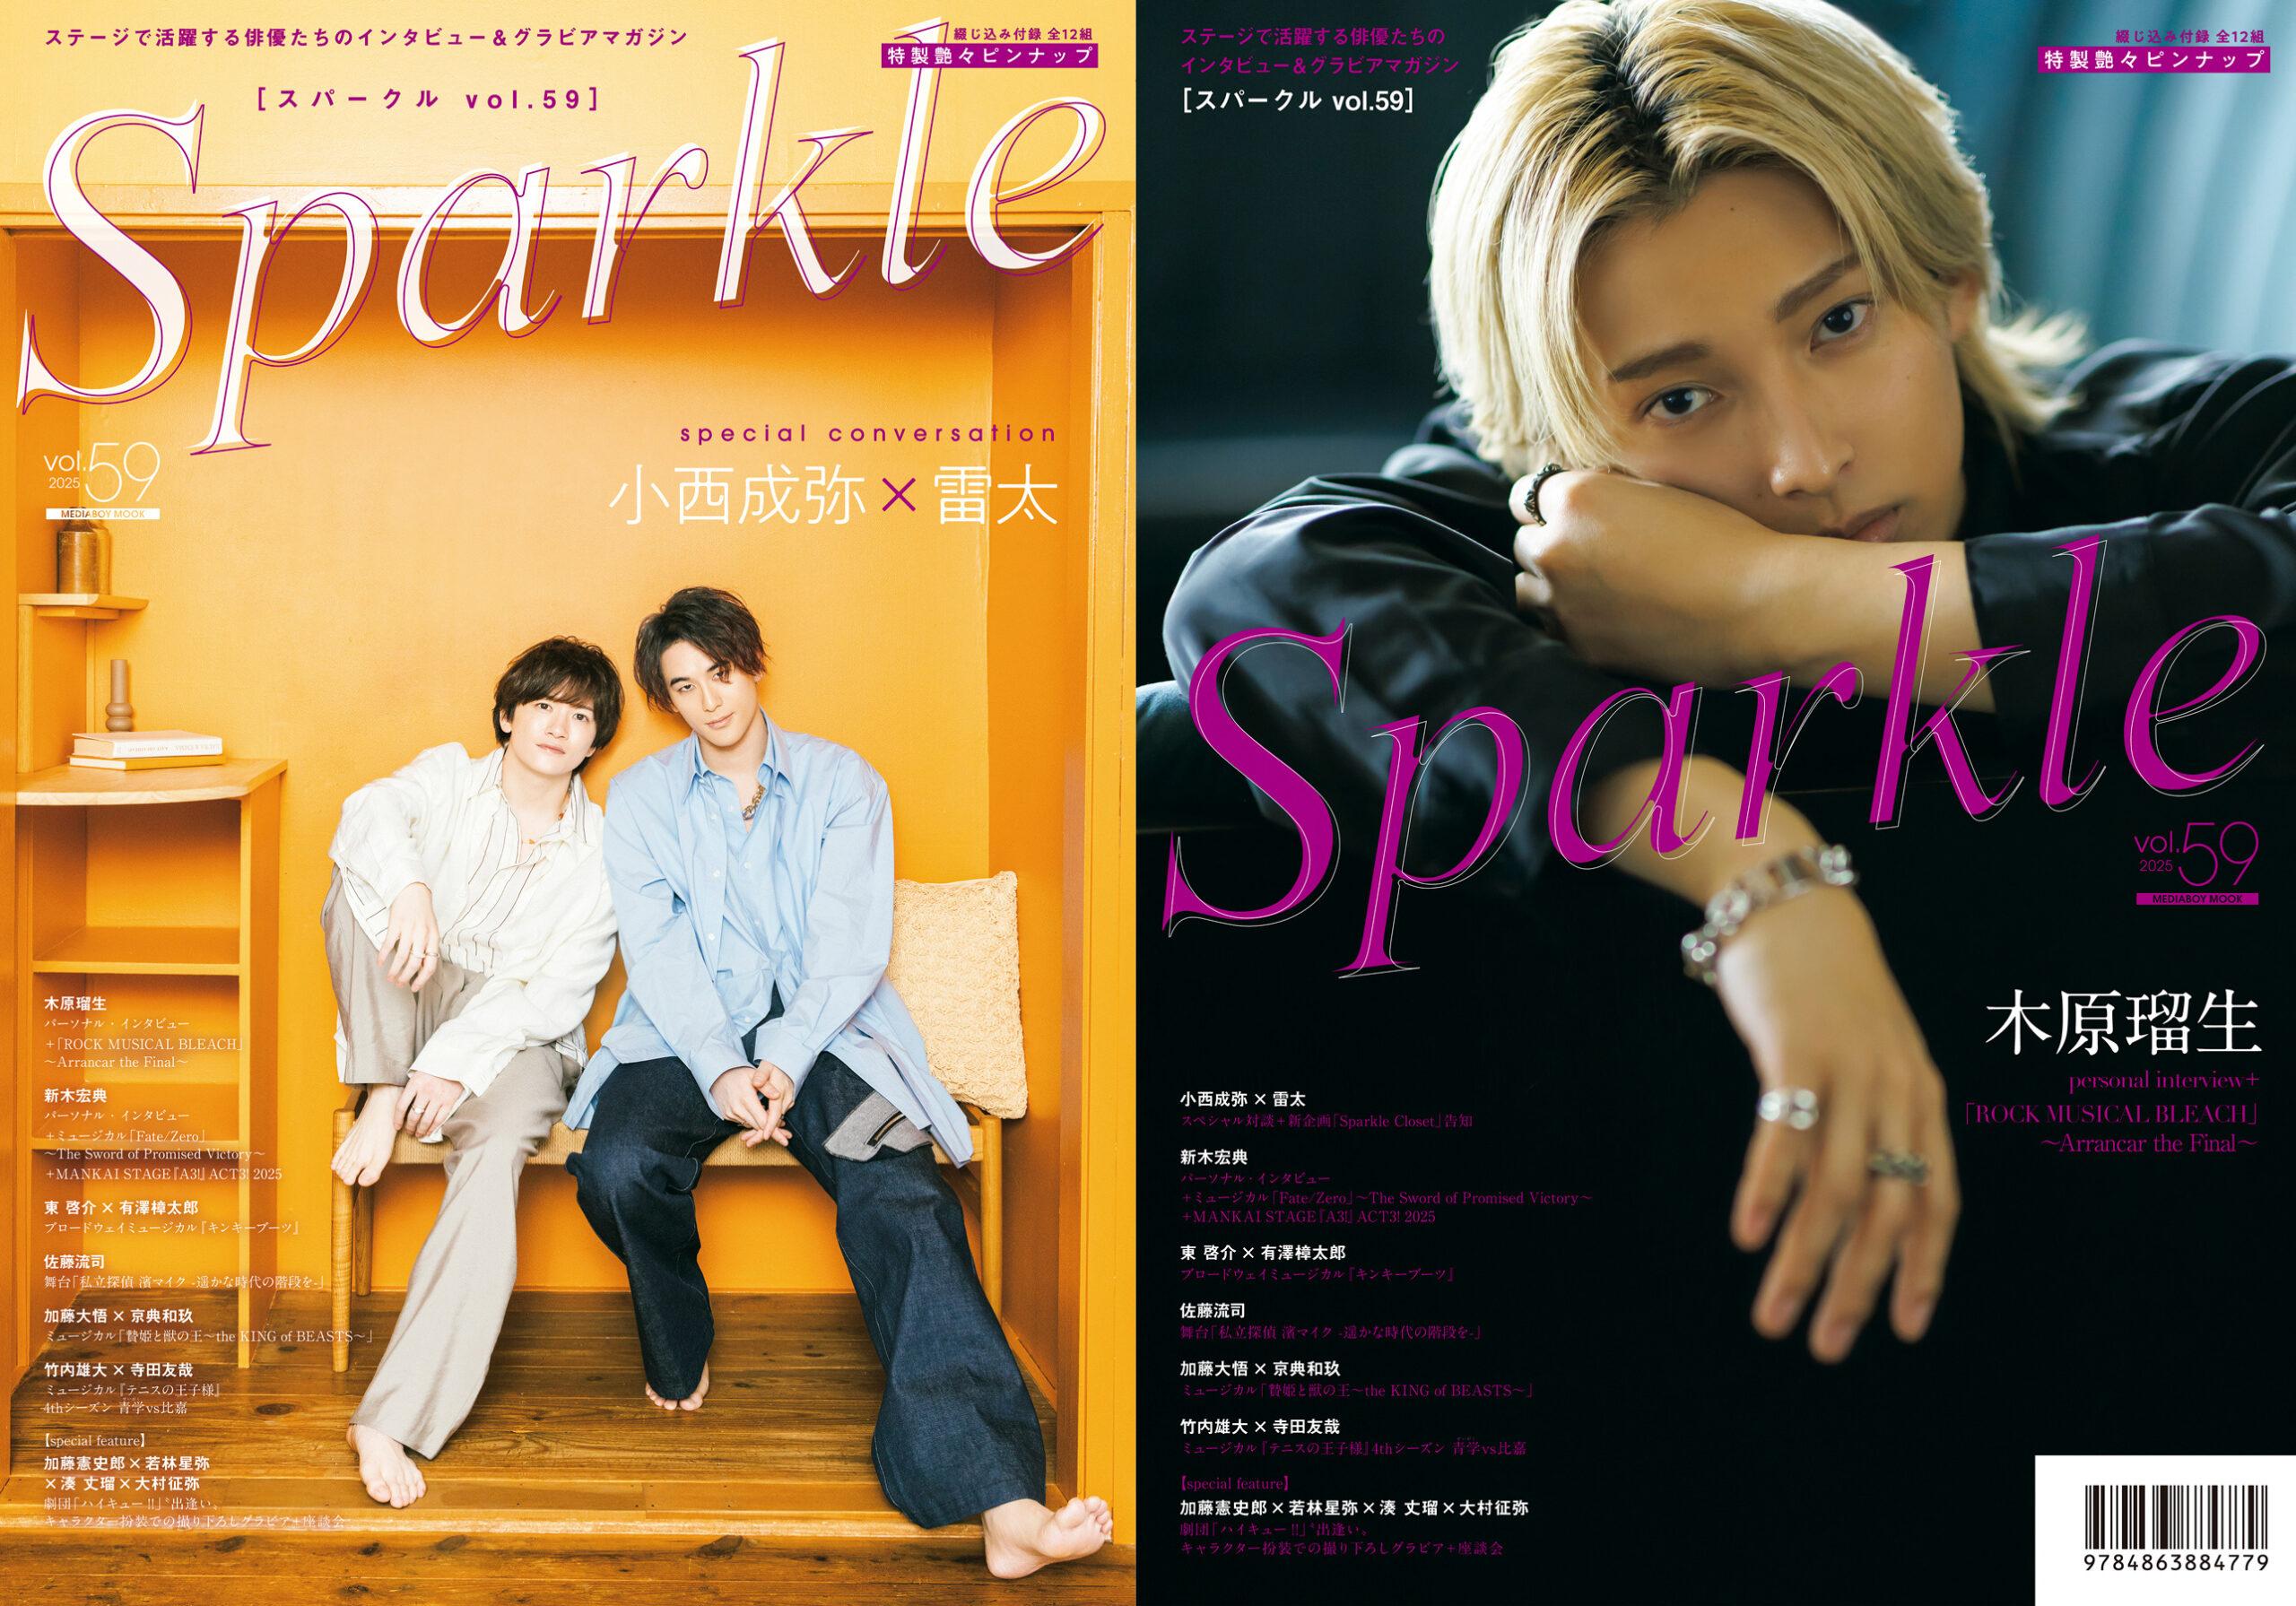 ステージで活躍する俳優たちのインタビュー＆グラビアマガジン
綴じ込み付録 全12組
特製艶々ピンナップ
[スパークル vol.59]
Sparkle
vol.59
2025
MEDIABOY MOOK
special conversation
小西成弥×雷太
木原瑠生
パーソナル・インタビュー
+「ROCK MUSICAL BLEACH」
〜Arrancar the Final〜
新木宏典
パーソナル・インタビュー
+ミュージカル「Fate/Zero」
〜The Sword of Promised Victory〜
+MANKAI STAGE『A3!』ACT3! 2025
東 啓介×有澤樟太郎
ブロードウェイミュージカル『キンキーブーツ』
佐藤流司
舞台「私立探偵 濱マイク -遥かな時代の階段を-」
加藤大悟×京典和玖
ミュージカル「贄姫と獣の王〜the KING of BEASTS〜」
竹内雄大×寺田友哉
ミュージカル『テニスの王子様』
4thシーズン 青学vs比嘉
【special feature】
加藤憲史郎×若林星弥
×湊 丈瑠×大村征弥
劇団「ハイキュー!!」〝出逢い〟
キャラクター扮装での撮り下ろしグラビア+座談会
ステージで活躍する俳優たちの
インタビュー＆グラビアマガジン
[スパークル vol.59]
綴じ込み付録 全12組
特製艶々ピンナップ
Sparkle
vol.59
2025
MEDIABOY MOOK
木原瑠生
personal interview+
「ROCK MUSICAL BLEACH」
〜Arrancar the Final〜
小西成弥×雷太
スペシャル対談+新企画「Sparkle Closet」告知
新木宏典
パーソナル・インタビュー
+ミュージカル「Fate/Zero」〜The Sword of Promised Victory〜
+MANKAI STAGE『A3!』ACT3! 2025
東 啓介×有澤樟太郎
ブロードウェイミュージカル『キンキーブーツ』
佐藤流司
舞台「私立探偵 濱マイク -遥かな時代の階段を-」
加藤大悟×京典和玖
ミュージカル「贄姫と獣の王〜the KING of BEASTS〜」
竹内雄大×寺田友哉
ミュージカル『テニスの王子様』4thシーズン 青学vs比嘉
【special feature】
加藤憲史郎×若林星弥×湊 丈瑠×大村征弥
劇団「ハイキュー!!」〝出逢い〟
キャラクター扮装での撮り下ろしグラビア+座談会
9784863884779